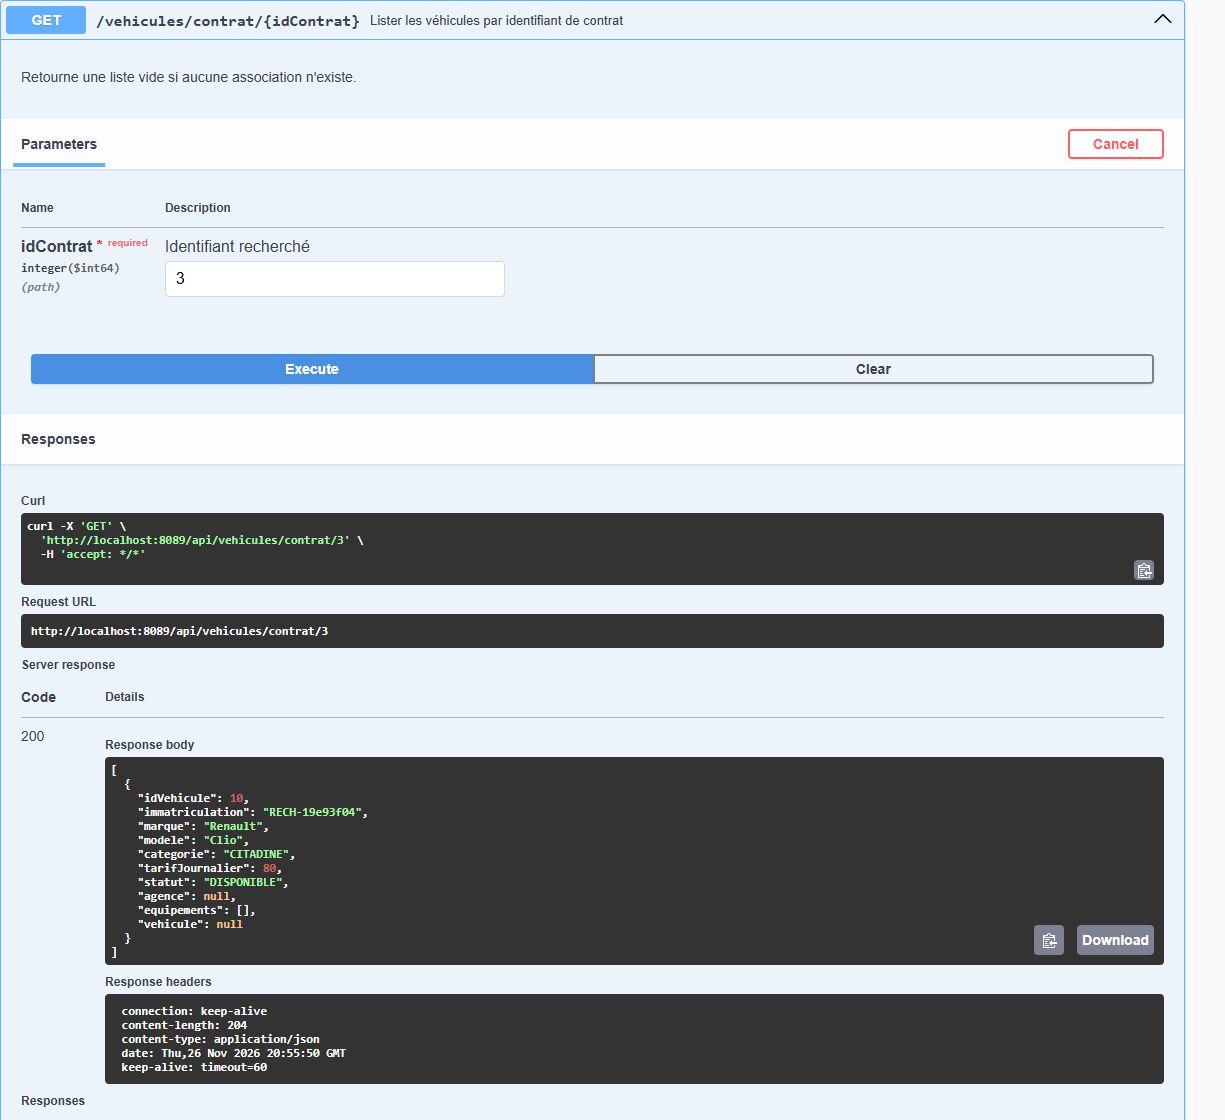 GET /vehicules/contrat/{idContrat} Lister les véhicules par identifiant de contrat
Retourne une liste vide si aucune association n'existe.
Parameters
Cancel
Name Description
idContrat * required
integer($int64)
(path)
Identifiant recherché
3
Execute
Clear
Responses
Curl
curl -X 'GET' \
  'http://localhost:8089/api/vehicules/contrat/3' \
  -H 'accept: */*'
Request URL
http://localhost:8089/api/vehicules/contrat/3
Server response
Code Details
200
Response body
[
  {
    "idVehicule": 10,
    "immatriculation": "RECH-19e93f04",
    "marque": "Renault",
    "modele": "Clio",
    "categorie": "CITADINE",
    "tarifJournalier": 80,
    "statut": "DISPONIBLE",
    "agence": null,
    "equipements": [],
    "vehicule": null
  }
]
Download
Response headers
connection: keep-alive
content-length: 204
content-type: application/json
date: Thu,26 Nov 2026 20:55:50 GMT
keep-alive: timeout=60
Responses